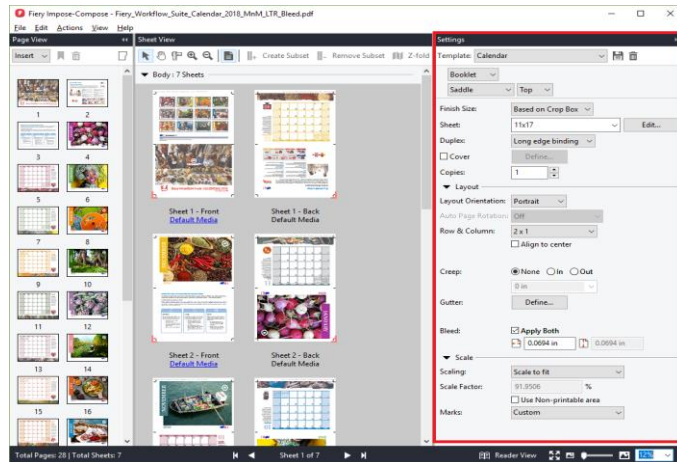 Fiery Impose-Compose - Fiery_Workflow_Suite_Calendar_2018_MnM_LTR_Bleed.pdf
File Edit Actions View Help
Page View
Sheet View
Settings
Insert
Create Subset
Remove Subset
Z-fold
Template: Calendar
Body : 7 Sheets
Booklet
Saddle
Top
Finish Size: Based on Crop Box
Sheet: 11x17 Edit...
Duplex: Long edge binding
Cover Define...
Copies: 1
Layout
Layout Orientation: Portrait
Auto Page Rotation: Off
Row & Column: 2 x 1
Align to center
Creep: None In Out
0 in
Gutter: Define...
Bleed: Apply Both
0.0694 in 0.0694 in
Scale
Scaling: Scale to fit
Scale Factor: 91.9506 %
Use Non-printable area
Marks: Custom
1 2
3 4
5 6
7 8
9 10
11 12
13 14
15 16
Sheet 1 - Front
Default Media
Sheet 1 - Back
Default Media
Sheet 2 - Front
Default Media
Sheet 2 - Back
Default Media
Total Pages: 28 | Total Sheets: 7
Sheet 1 of 7
Reader View
12%